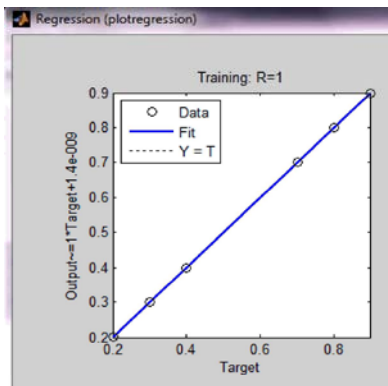 Regression (plotregression)
Training: R=1
Output~=1*Target+1.4e-009
0.9
0.8
0.7
0.6
0.5
0.4
0.3
0.2
Data
Fit
Y = T
0.2 0.4 0.6 0.8
Target